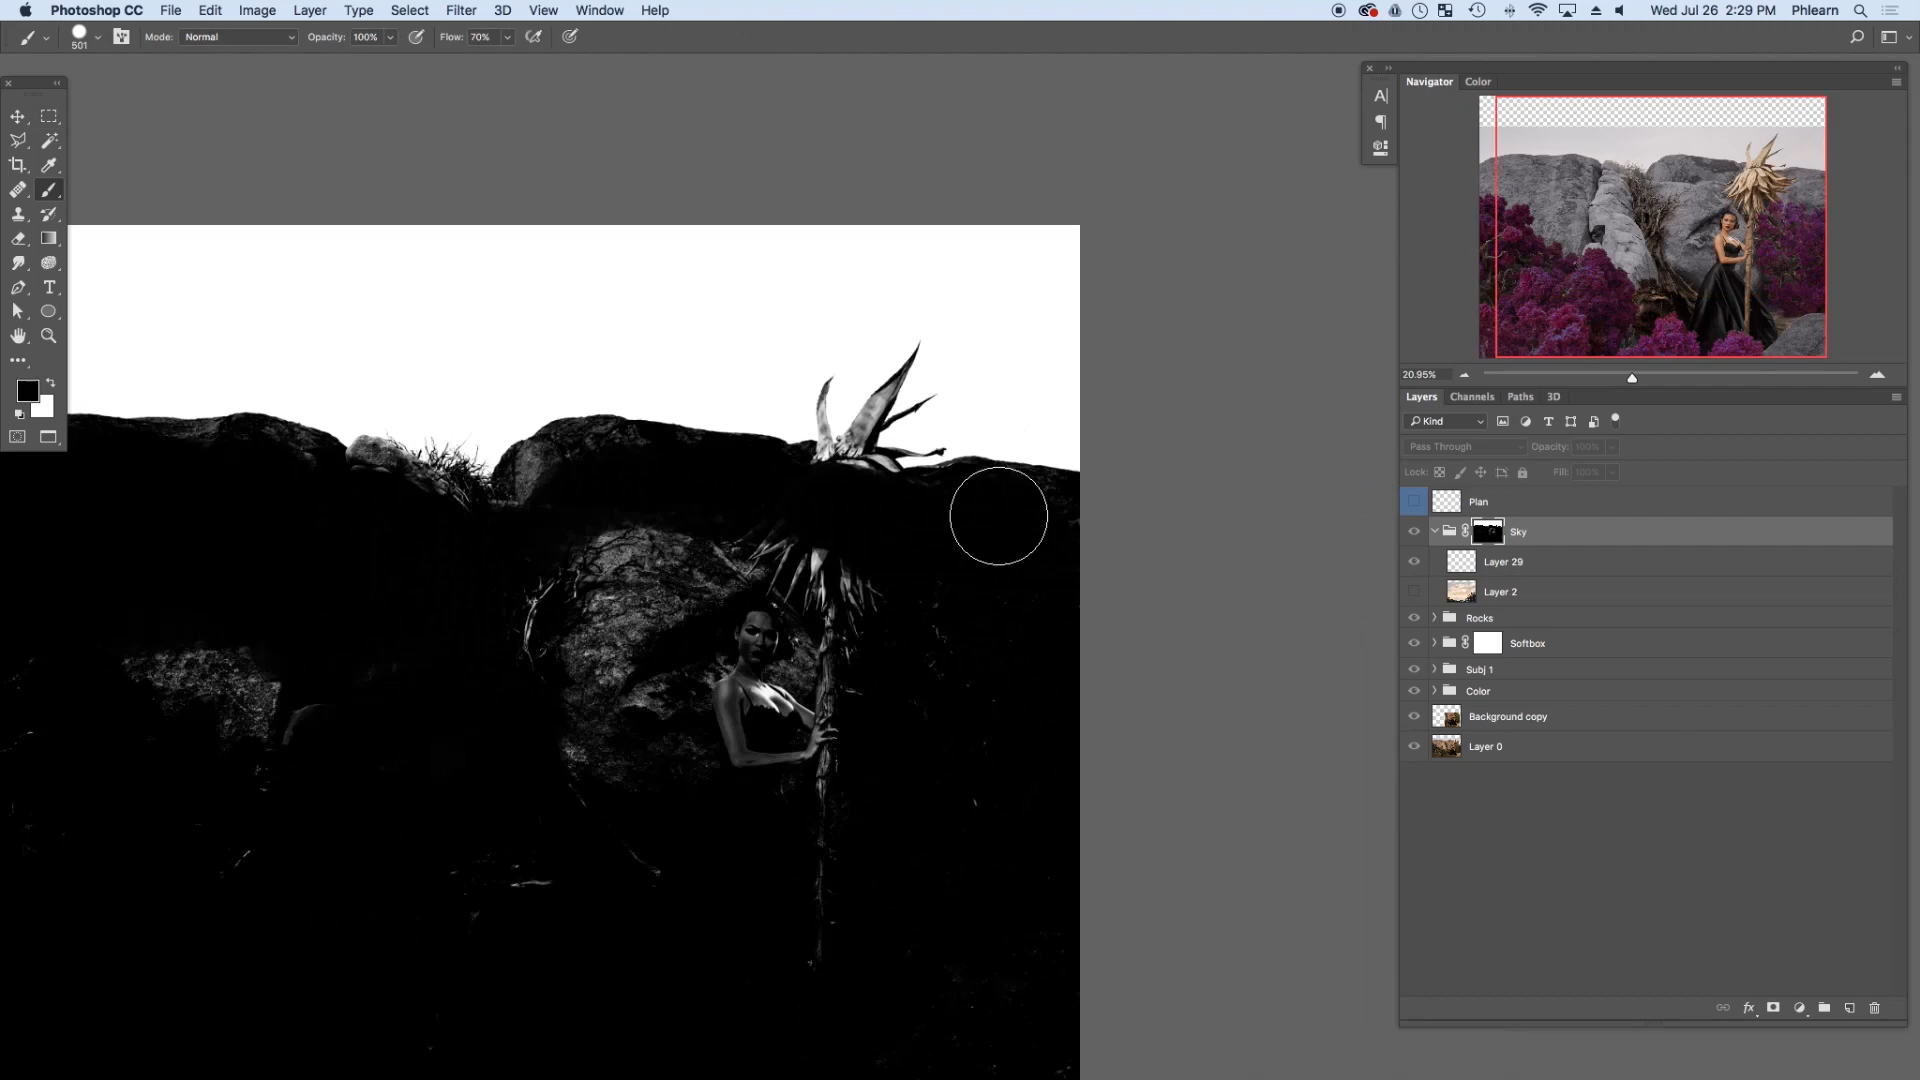 Photoshop CC File Edit Image Layer Type Select Filter 3D View Window Help Wed Jul 26 2:29 PM Phlearn
501 Mode: Normal Opacity: 100% Flow: 70%
Navigator Color
20.95%
Layers Channels Paths 3D
Kind
Pass Through Opacity: 100%
Lock: Fill: 100%
Plan
Sky
Layer 29
Layer 2
Rocks
Softbox
Subj 1
Color
Background copy
Layer 0